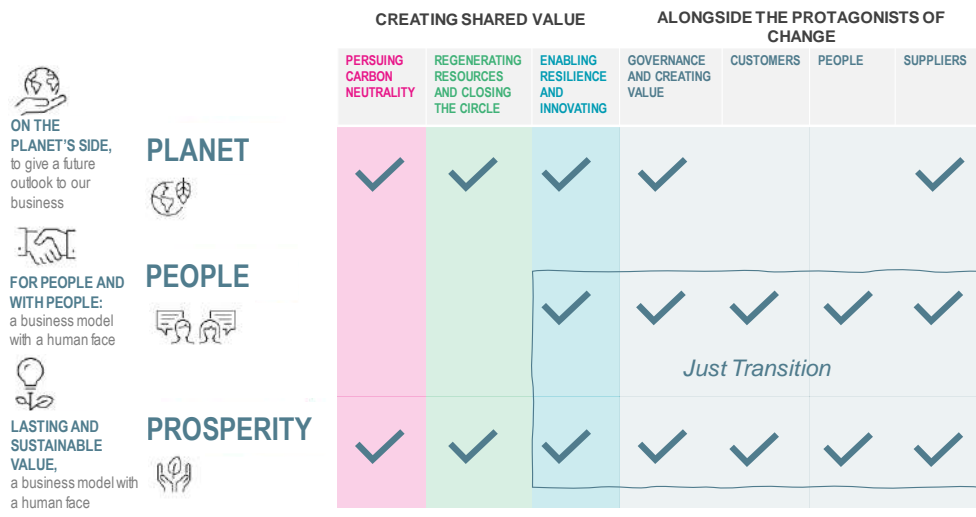 CREATING SHARED VALUE
ALONGSIDE THE PROTAGONISTS OF
CHANGE
PERSUING
CARBON
NEUTRALITY
REGENERATING
RESOURCES
AND CLOSING
THE CIRCLE
ENABLING
RESILIENCE
AND
INNOVATING
GOVERNANCE
AND CREATING
VALUE
CUSTOMERS
PEOPLE
SUPPLIERS
ON THE
PLANET'S SIDE,
to give a future
outlook to our
business
PLANET
FOR PEOPLE AND
WITH PEOPLE:
a business model
with a human face
PEOPLE
Just Transition
LASTING AND
SUSTAINABLE
VALUE,
a business model with
a human face
PROSPERITY